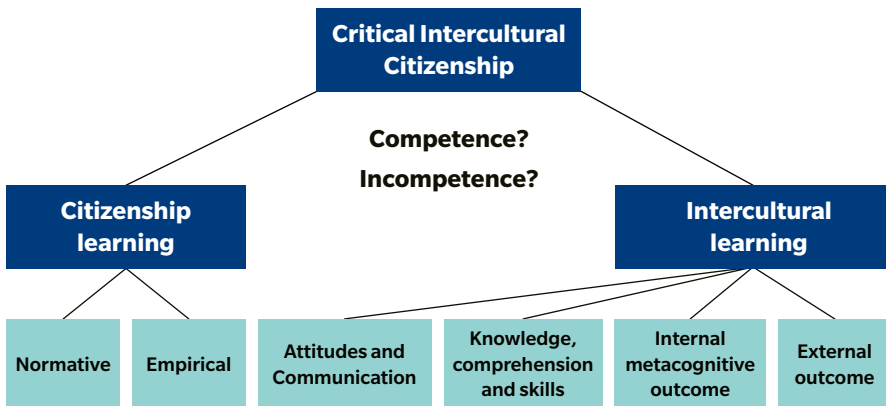 Critical Intercultural
Citizenship
Competence?
Incompetence?
Citizenship
learning
Intercultural
learning
Normative
Empirical
Attitudes and
Communication
Knowledge,
comprehension
and skills
Internal
metacognitive
outcome
External
outcome